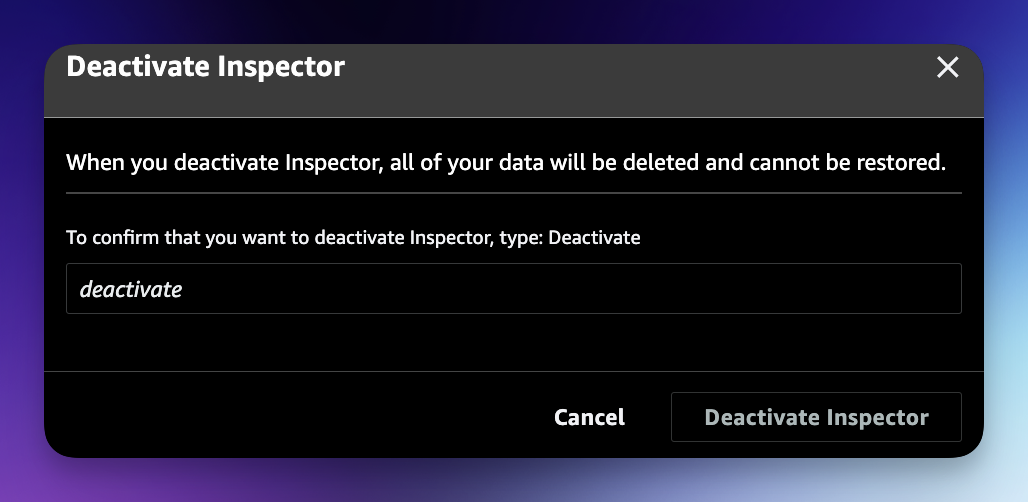 Deactivate Inspector
When you deactivate Inspector, all of your data will be deleted and cannot be restored.
To confirm that you want to deactivate Inspector, type: Deactivate
deactivate
Cancel
Deactivate Inspector